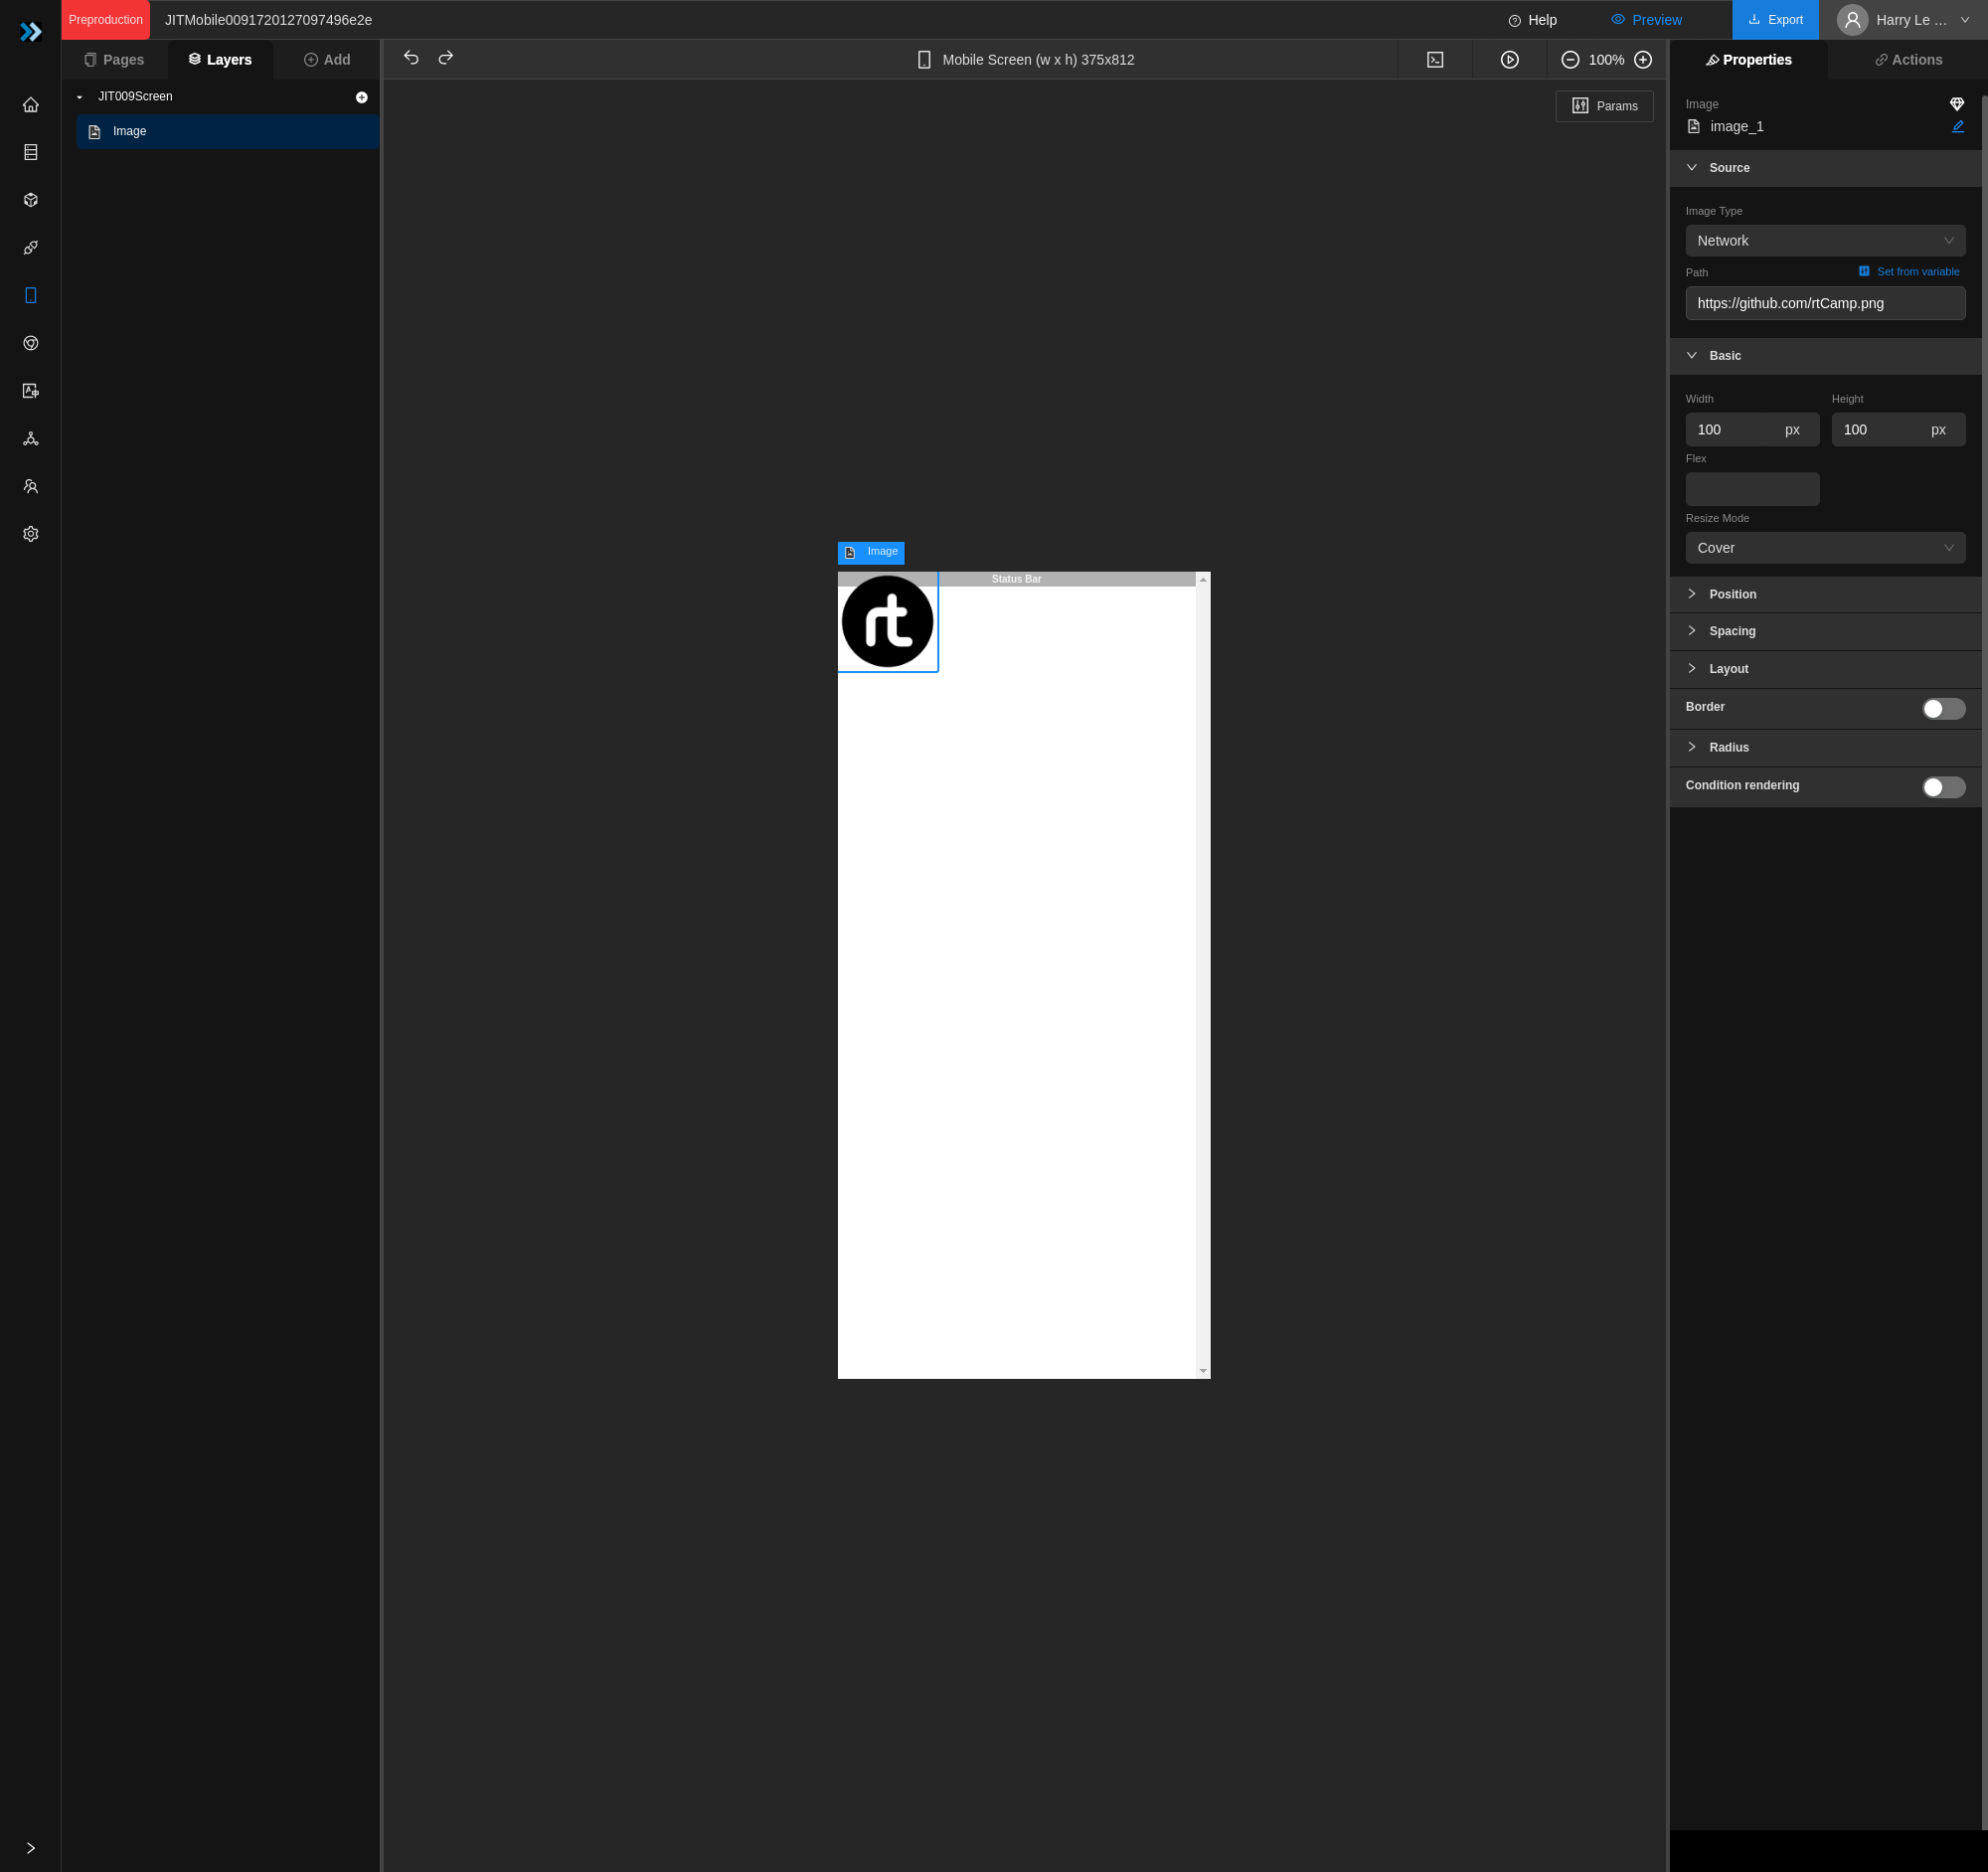 Preproduction
JITMobile0091720127097496e2e
Help
Preview
Export
Harry Le ...
Pages
Layers
Add
Mobile Screen (w x h) 375x812
100%
Properties
Actions
JIT009Screen
Image
Params
Image
image_1
Source
Image Type
Network
Path
Set from variable
https://github.com/rtCamp.png
Basic
Width
Height
100 px
100 px
Flex
Resize Mode
Cover
Position
Spacing
Layout
Border
Radius
Condition rendering
Image
Status Bar
rt